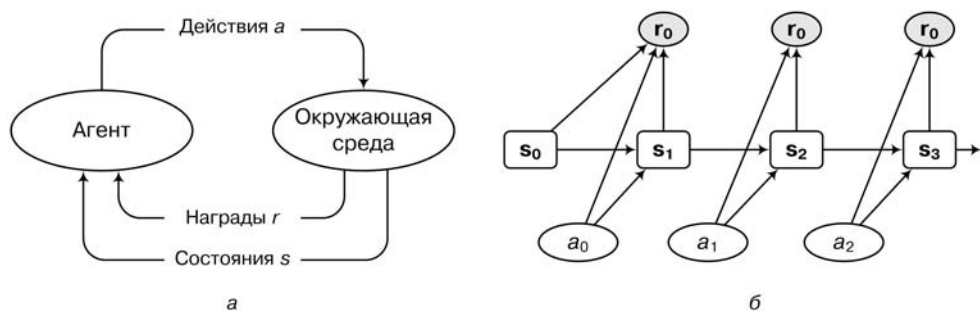 Действия a
Агент
Окружающая
среда
Награды r
Состояния s
а
r₀ r₀ r₀
s₀ s₁ s₂ s₃
a₀ a₁ a₂
б